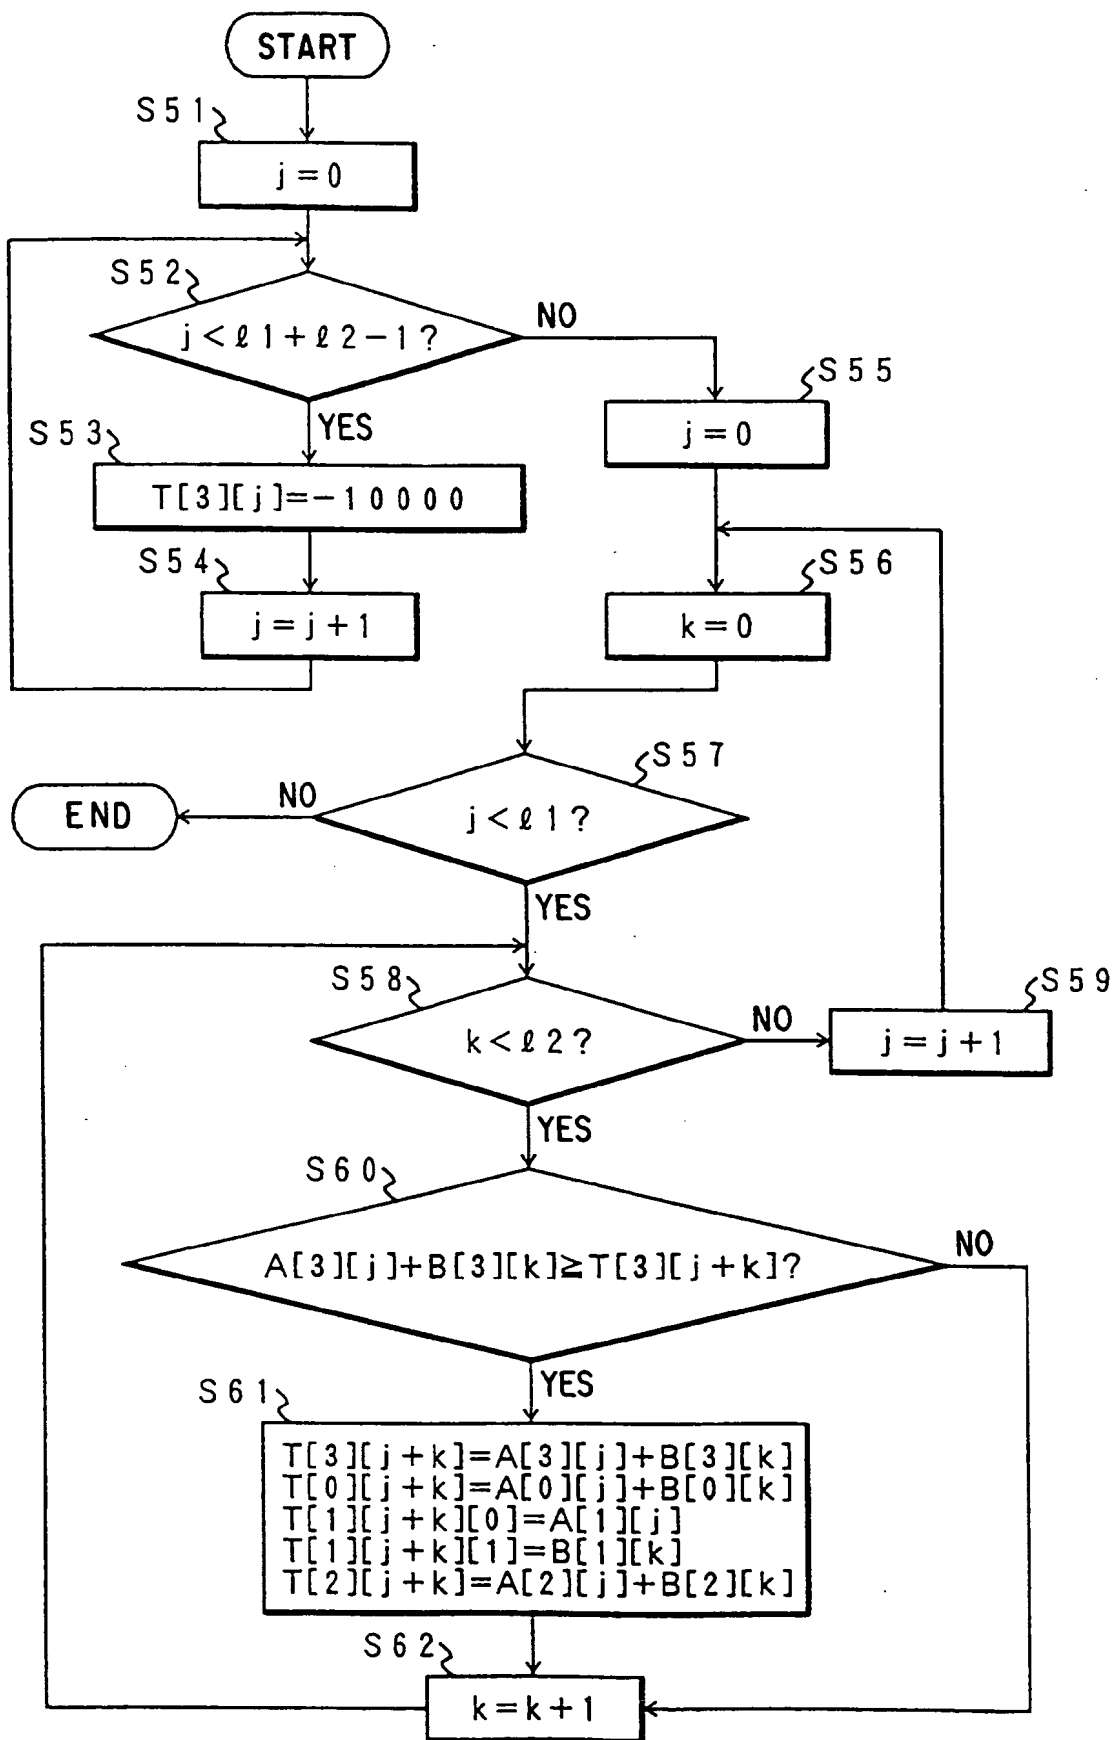 START
S51
j=0
S52
j<ℓ1+ℓ2-1?
NO
YES
S53
T[3][j]=-10000
S54
j=j+1
S55
j=0
S56
k=0
S57
j<ℓ1?
NO
END
YES
S58
k<ℓ2?
NO
S59
j=j+1
YES
S60
A[3][j]+B[3][k]≧T[3][j+k]?
NO
YES
S61
T[3][j+k]=A[3][j]+B[3][k]
T[0][j+k]=A[0][j]+B[0][k]
T[1][j+k][0]=A[1][j]
T[1][j+k][1]=B[1][k]
T[2][j+k]=A[2][j]+B[2][k]
S62
k=k+1